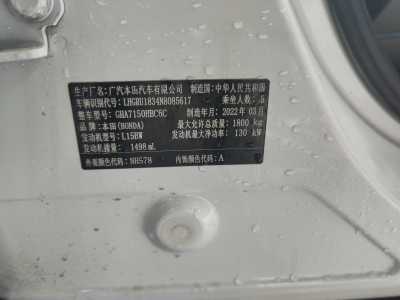 生产厂名：广汽本田汽车有限公司 制造国：中华人民共和国
车辆识别代号：LHGRU1834N8085617 乘坐人数：5
整车型号：GHA7150HBC6C 制造年月：2022年03月
品牌：本田(HONDA) 最大允许总质量：1800 kg
发动机型号：L15BW 发动机最大净功率：130 kW
发动机排量：1498 mL
外观颜色代码：NH578 内饰颜色代码：A